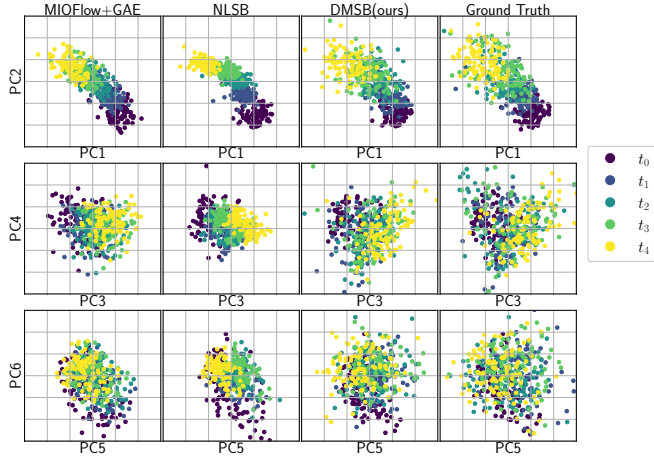 MIOFlow+GAE NLSB DMSB(ours) Ground Truth
PC2
PC1 PC1 PC1 PC1
PC4
PC3 PC3 PC3 PC3
PC6
PC5 PC5 PC5 PC5
t₀
t₁
t₂
t₃
t₄